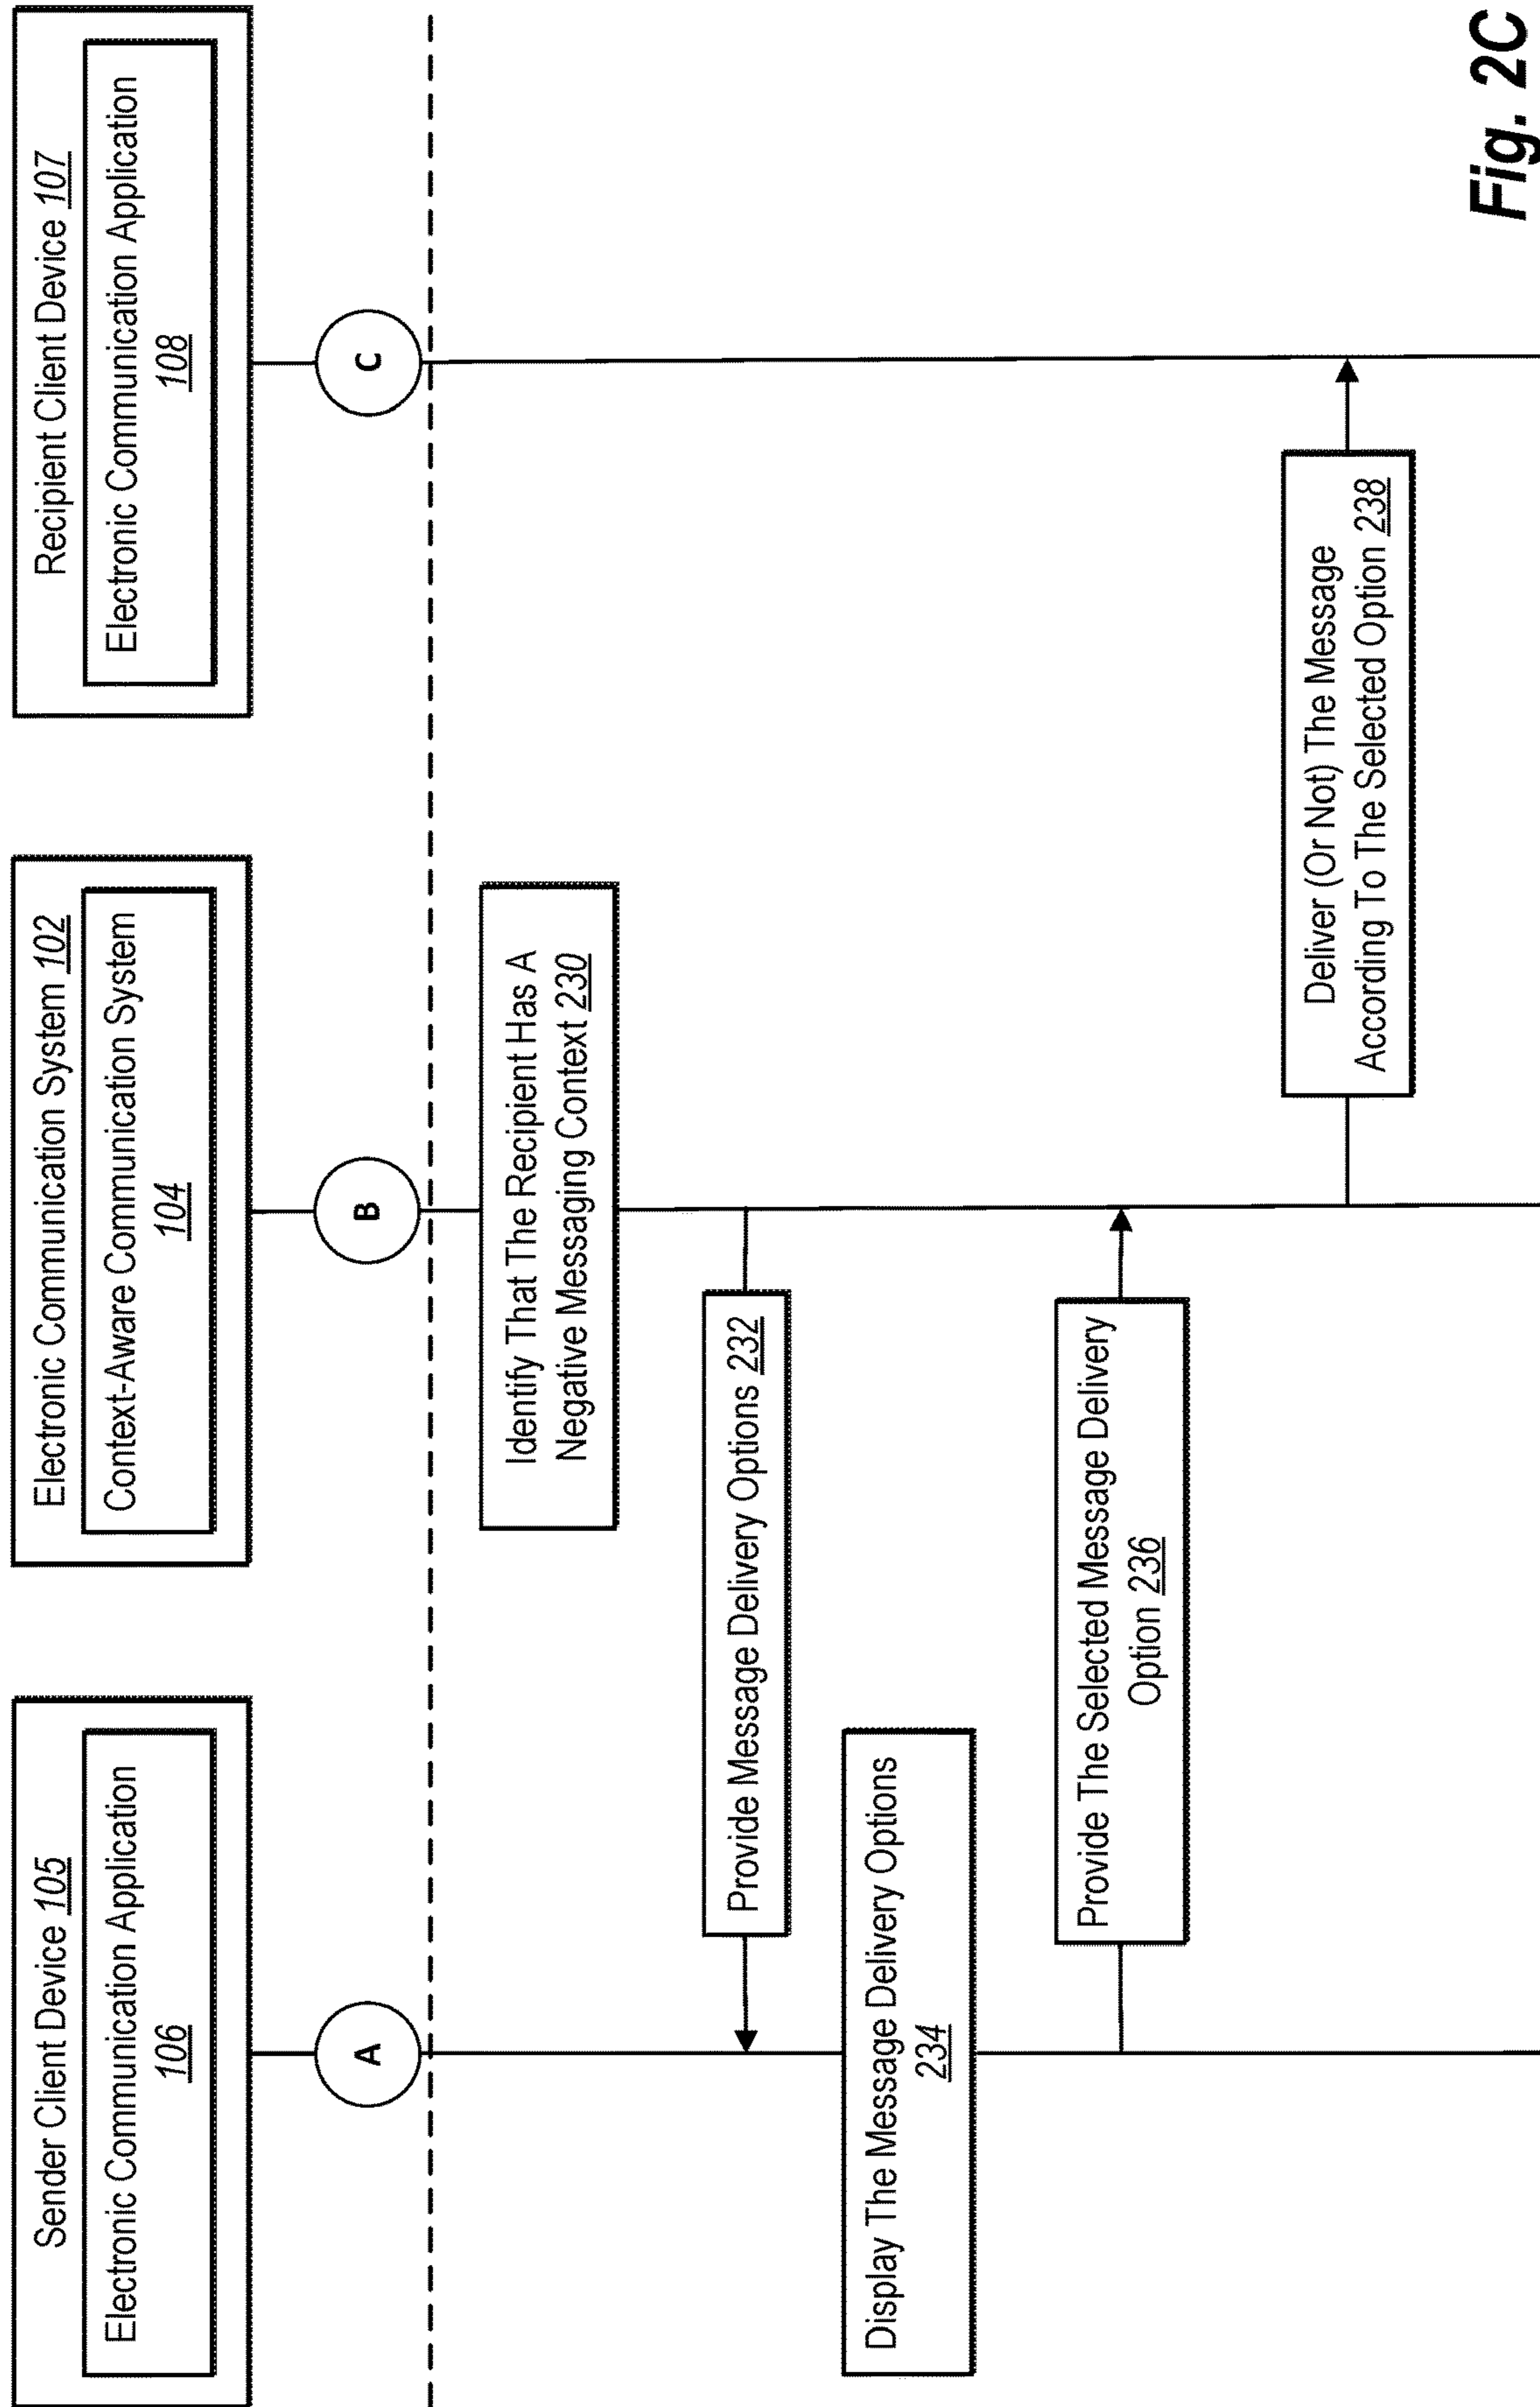 Sender Client Device 105
Electronic Communication Application
106
Electronic Communication System 102
Context-Aware Communication System
104
Recipient Client Device 107
Electronic Communication Application
108
A
B
C
Identify That The Recipient Has A
Negative Messaging Context 230
Provide Message Delivery Options 232
Display The Message Delivery Options
234
Provide The Selected Message Delivery
Option 236
Deliver (Or Not) The Message
According To The Selected Option 238
Fig. 2C